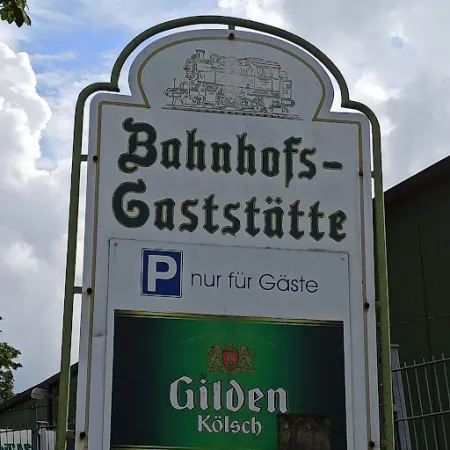 Bahnhofs-
Gaststätte
P nur für Gäste
Gilden
Kölsch